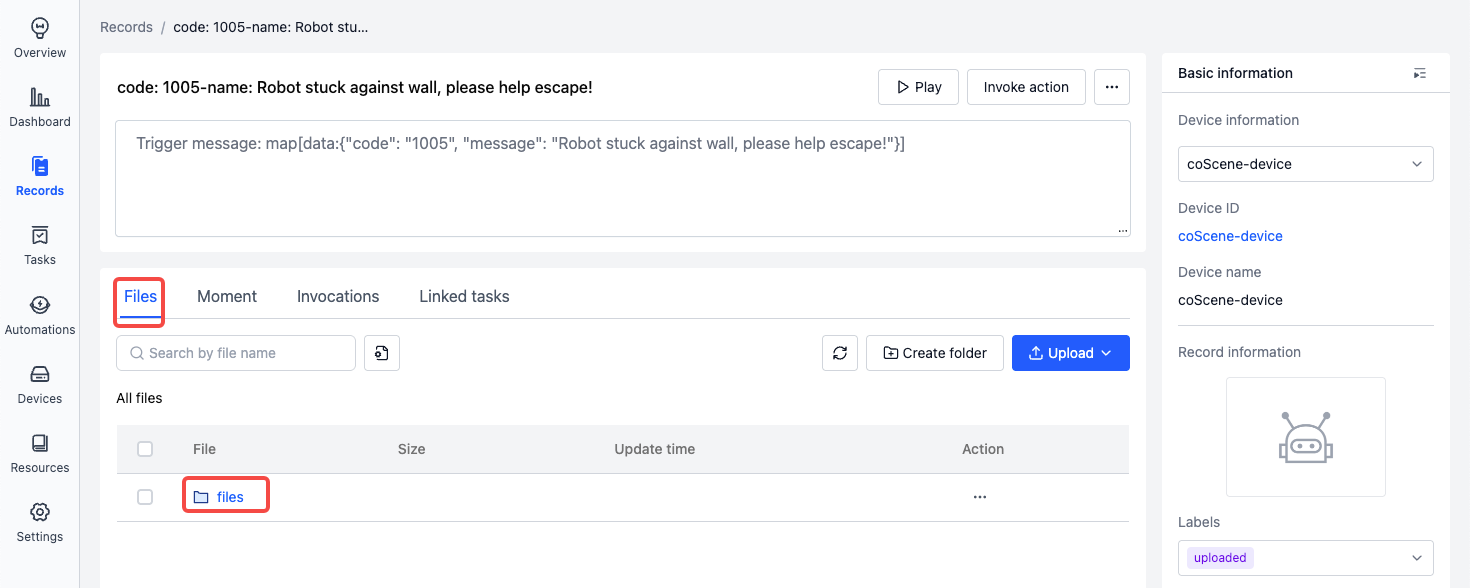 Overview
Dashboard
Records
Tasks
Automations
Devices
Resources
Settings
Records / code: 1005-name: Robot stu...
code: 1005-name: Robot stuck against wall, please help escape!
Play
Invoke action
...
Trigger message: map[data:{"code": "1005", "message": "Robot stuck against wall, please help escape!"}]
...
Files
Moment
Invocations
Linked tasks
Search by file name
Create folder
Upload
All files
File Size Update time Action
files ...
Basic information
Device information
coScene-device
Device ID
coScene-device
Device name
coScene-device
Record information
Labels
uploaded